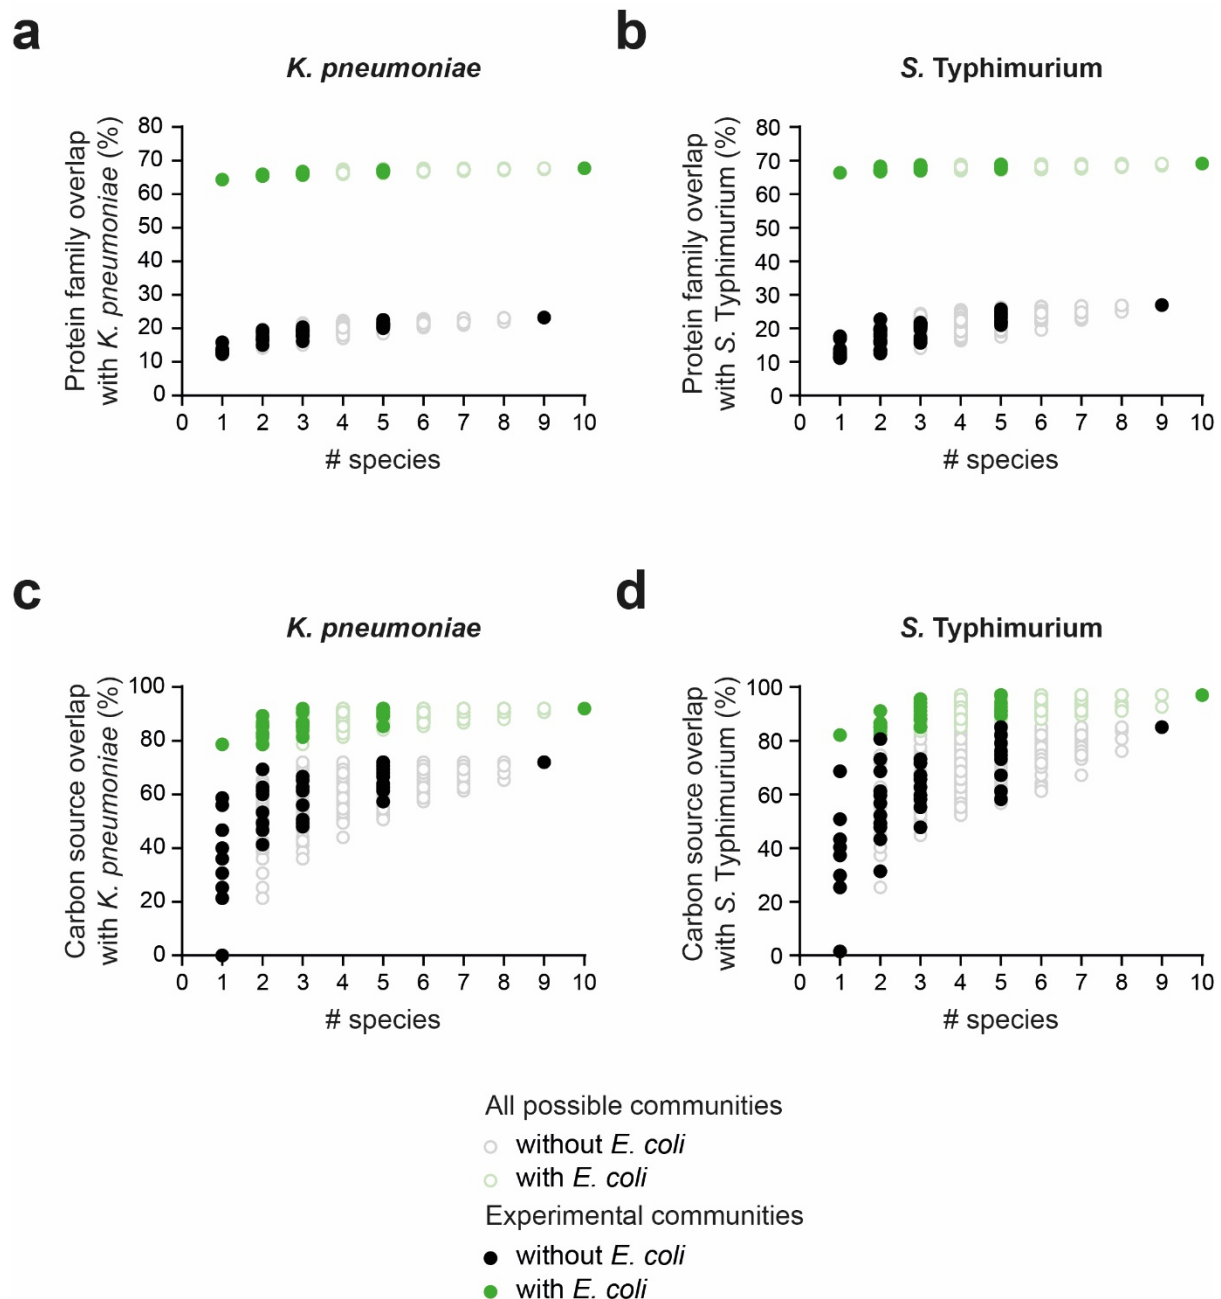 a
K. pneumoniae
Protein family overlap
with K. pneumoniae (%)
80
70
60
50
40
30
20
10
0
0 1 2 3 4 5 6 7 8 9 10
# species
b
S. Typhimurium
Protein family overlap
with S. Typhimurium (%)
80
70
60
50
40
30
20
10
0
0 1 2 3 4 5 6 7 8 9 10
# species
c
K. pneumoniae
Carbon source overlap
with K. pneumoniae (%)
100
80
60
40
20
0
0 1 2 3 4 5 6 7 8 9 10
# species
d
S. Typhimurium
Carbon source overlap
with S. Typhimurium (%)
100
80
60
40
20
0
0 1 2 3 4 5 6 7 8 9 10
# species
All possible communities
without E. coli
with E. coli
Experimental communities
without E. coli
with E. coli